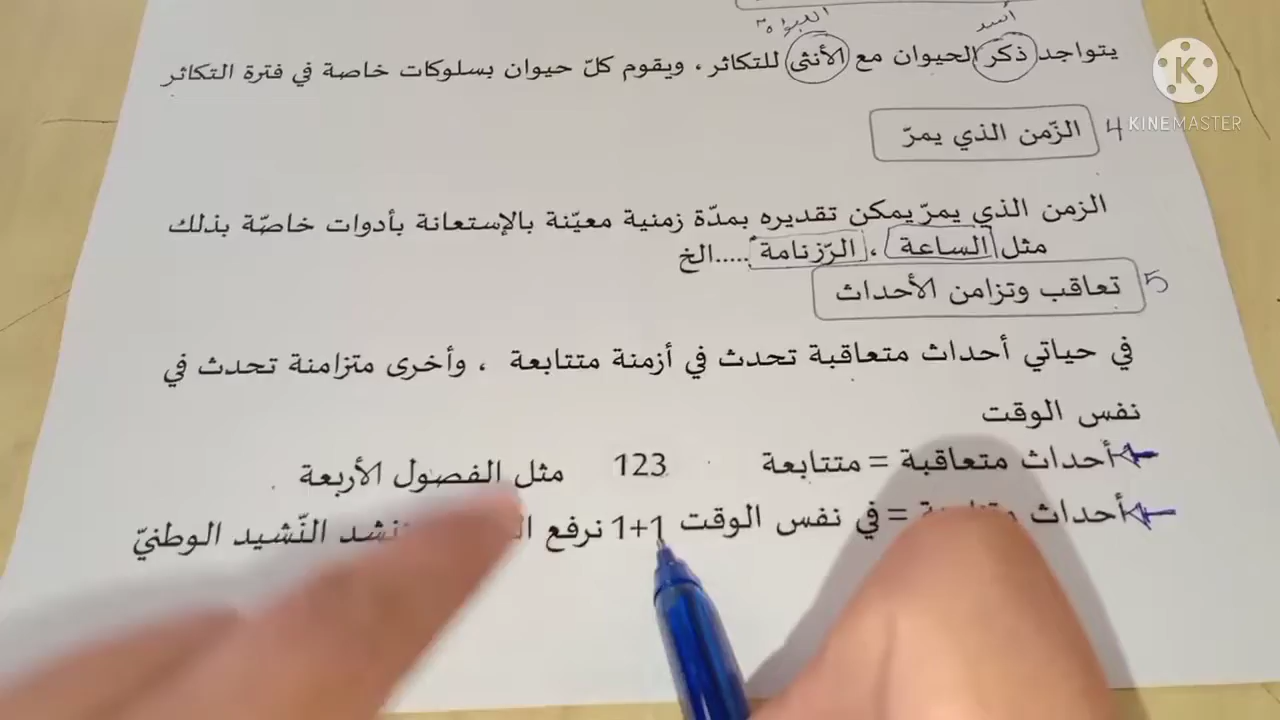 أسد اللبوة
يتواجد ذكر الحيوان مع الأنثى للتكاثر ، ويقوم كلّ حيوان بسلوكات خاصة في فترة التكاثر
4 الزّمن الذي يمرّ
KINEMASTER
الزمن الذي يمرّ يمكن تقديره بمدّة زمنية معيّنة بالإستعانة بأدوات خاصّة بذلك
مثل الساعة ، الرّزنامة .....الخ
5 تعاقب وتزامن الأحداث
في حياتي أحداث متعاقبة تحدث في أزمنة متتابعة ، وأخرى متزامنة تحدث في
نفس الوقت
أحداث متعاقبة = متتابعة 123 مثل الفصول الأربعة
أحداث = في نفس الوقت 1+1 نرفع النّشيد الوطنيّ